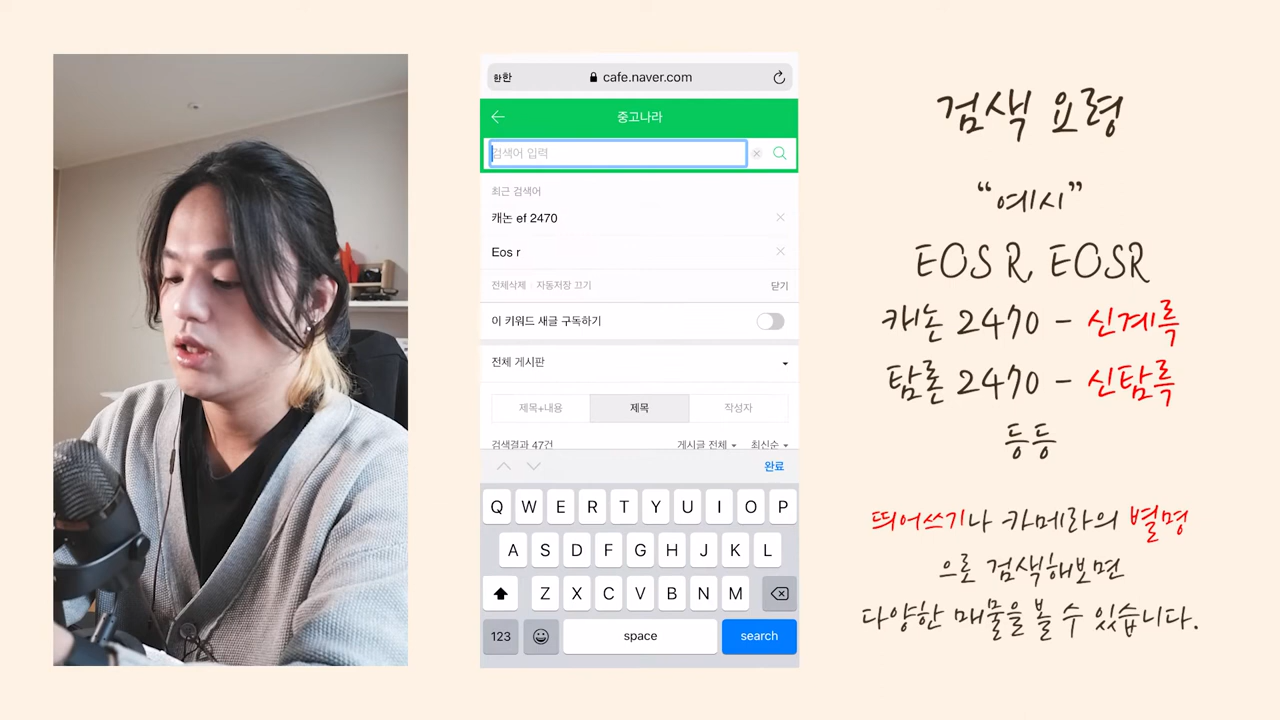 한한
cafe.naver.com
중고나라
검색어 입력
최근 검색어
캐논 ef 2470
Eos r
전체삭제 자동저장 끄기 닫기
이 키워드 새글 구독하기
전체 게시판
제목+내용 제목 작성자
검색결과 47건 게시글 전체 최신순
완료
Q W E R T Y U I O P
A S D F G H J K L
Z X C V B N M
123 space search
검색 요령
“예시”
EOS R, EOSR
캐논 2470 - 신계륵
탐론 2470 - 신탐륵
등등
띄어쓰기나 카메라의 별명
으로 검색해보면
다양한 매물을 볼 수 있습니다.